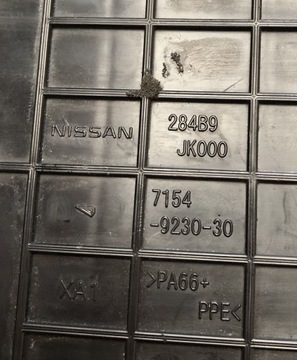 NISSAN
284B9
JK000
7154
-9230-30
XA1
>PA66+
PPE<